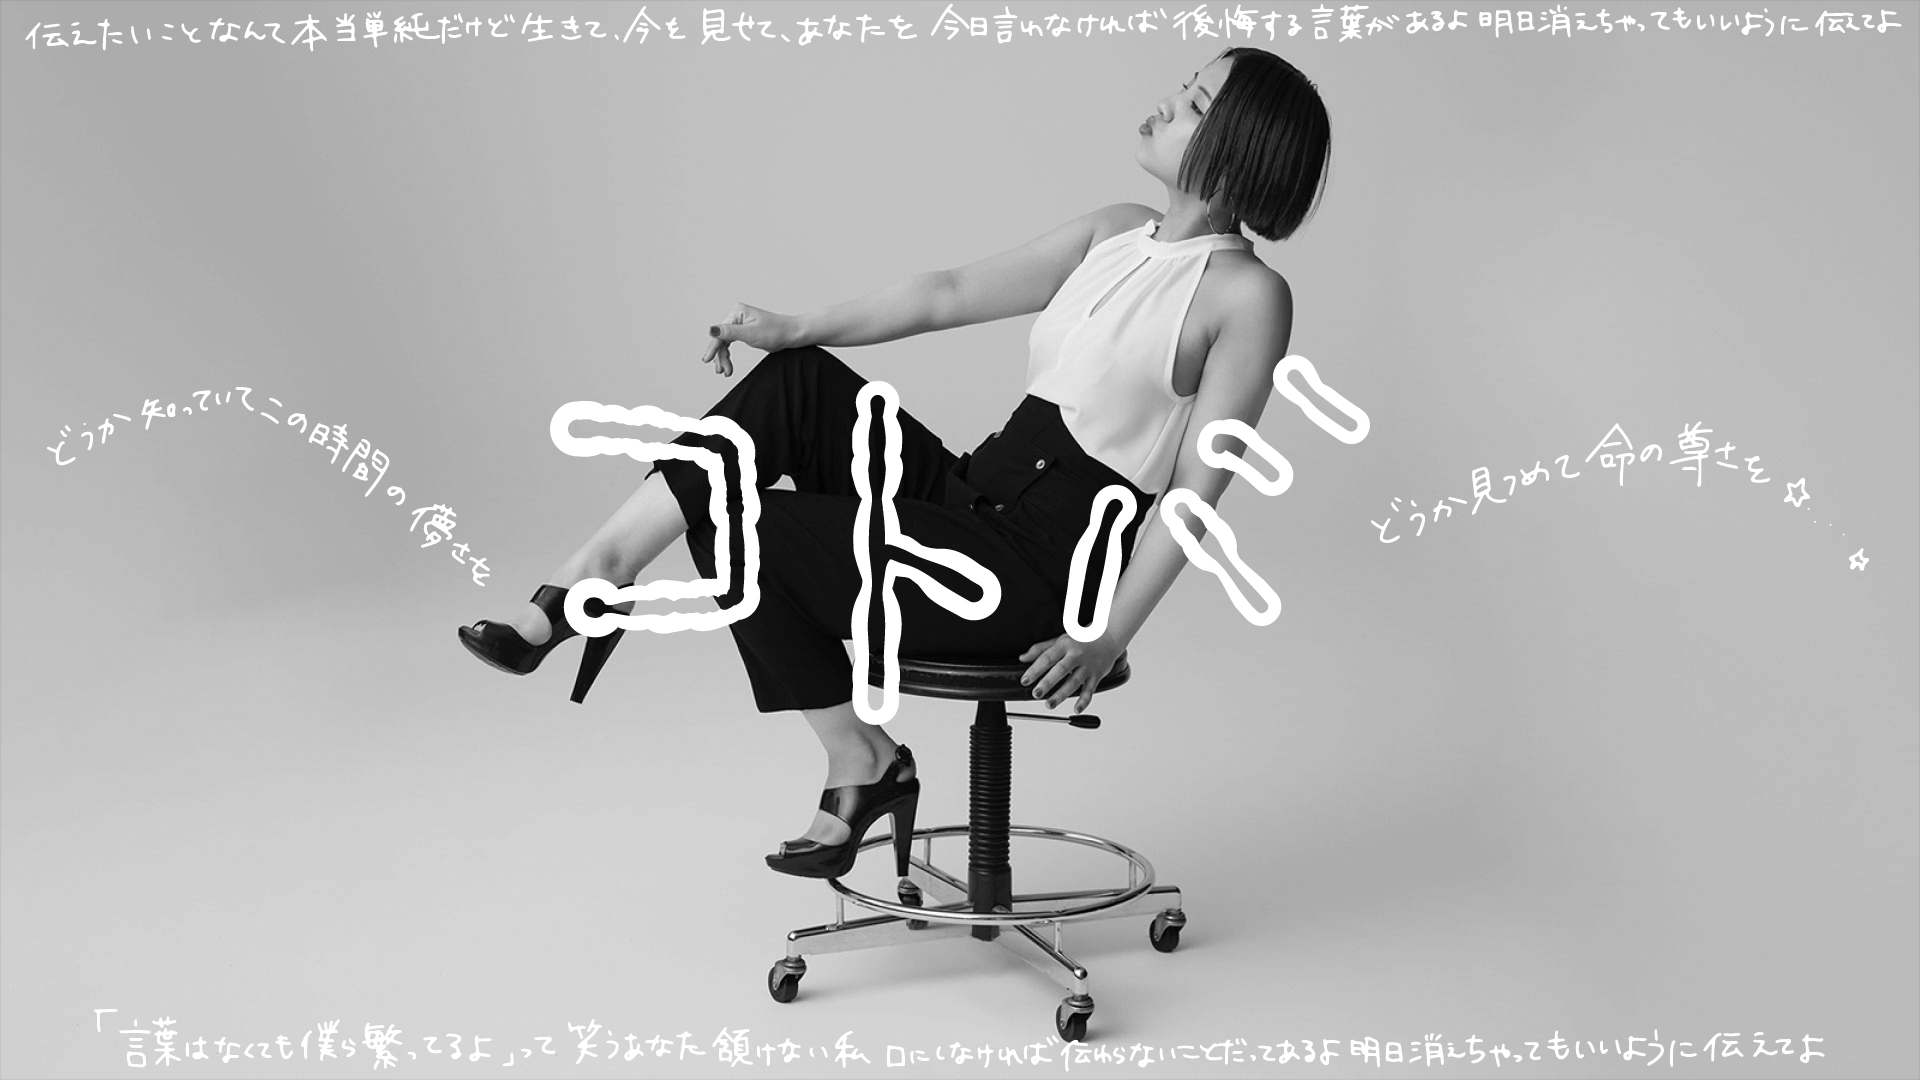 伝えたいことなんて本当単純だけど生きて、今を見せて、あなたを今日言わなければ後悔する言葉があるよ明日消えちゃってもいいように伝えてよ
どうか知っていてこの時間の儚さを
コトバ
どうか見つめて命の尊さを
「言葉はなくても僕ら繋ってるよ」って笑うあなた頷けない私口にしなければ伝わらないことだってあるよ明日消えちゃってもいいように伝えてよ